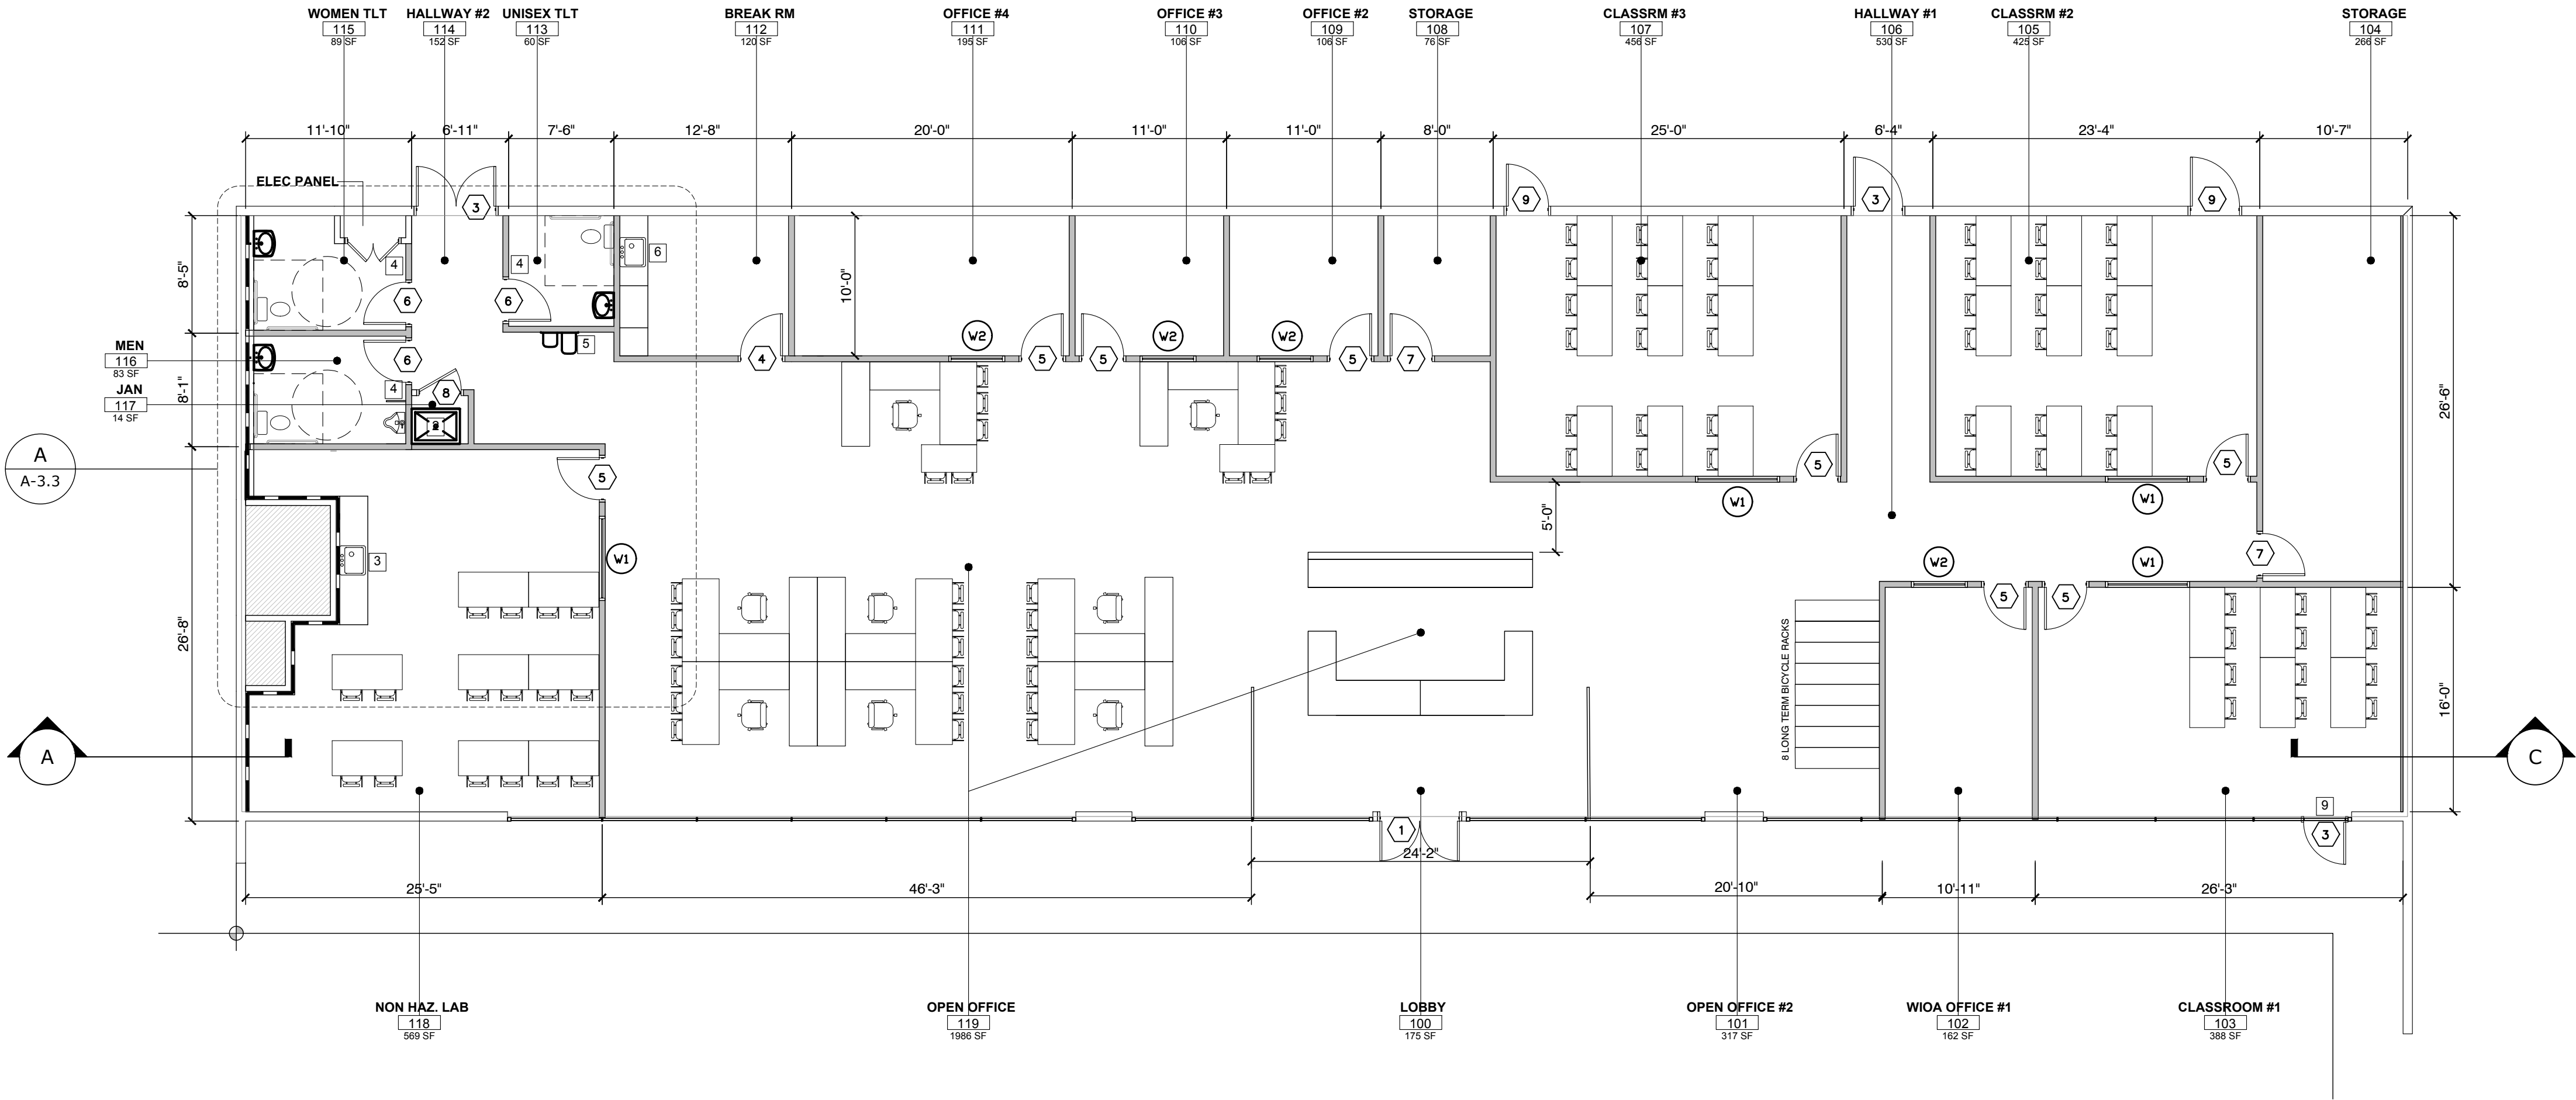 WOMEN TLT
115
89 SF
HALLWAY #2
114
152 SF
UNISEX TLT
113
60 SF
BREAK RM
112
120 SF
OFFICE #4
111
195 SF
OFFICE #3
110
106 SF
OFFICE #2
109
106 SF
STORAGE
108
76 SF
CLASSRM #3
107
456 SF
HALLWAY #1
106
530 SF
CLASSRM #2
105
425 SF
STORAGE
104
266 SF
11'-10"
6'-11"
7'-6"
12'-8"
20'-0"
11'-0"
11'-0"
8'-0"
25'-0"
6'-4"
23'-4"
10'-7"
ELEC PANEL
3
9
3
9
8'-5"
4
4
6
6
6
10'-0"
W2
W2
W2
5
4
5
5
5
7
MEN
116
83 SF
JAN
117
14 SF
6
4
8
8'-1"
26'-6"
A
A-3.3
5
5
5
W1
W1
5'-0"
3
W1
W2
W1
7
5
5
26'-8"
8 LONG TERM BICYCLE RACKS
16'-0"
A
C
9
1
3
24'-2"
25'-5"
46'-3"
20'-10"
10'-11"
26'-3"
NON HAZ. LAB
118
569 SF
OPEN OFFICE
119
1986 SF
LOBBY
100
175 SF
OPEN OFFICE #2
101
317 SF
WIOA OFFICE #1
102
162 SF
CLASSROOM #1
103
388 SF